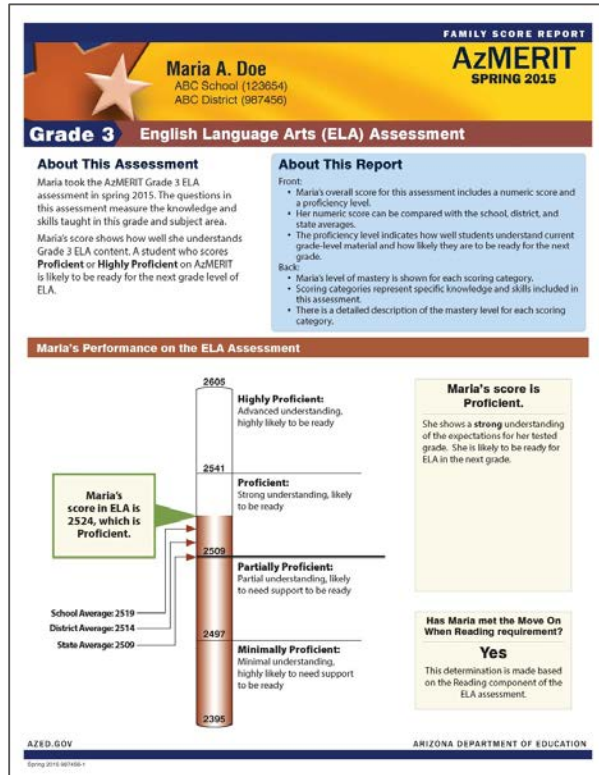 FAMILY SCORE REPORT
AzMERIT
SPRING 2015
Maria A. Doe
ABC School (123654)
ABC District (987456)
Grade 3
English Language Arts (ELA) Assessment
About This Assessment
Maria took the AzMERIT Grade 3 ELA
assessment in spring 2015. The questions in
this assessment measure the knowledge and
skills taught in this grade and subject area.
Maria's score shows how well she understands
Grade 3 ELA content. A student who scores
Proficient or Highly Proficient on AzMERIT
is likely to be ready for the next grade level of
ELA.
About This Report
Front:
• Maria's overall score for this assessment includes a numeric score and
a proficiency level.
• Her numeric score can be compared with the school, district, and
state averages.
• The proficiency level indicates how well students understand current
grade-level material and how likely they are to be ready for the next
grade.
Back:
• Maria's level of mastery is shown for each scoring category.
• Scoring categories represent specific knowledge and skills included in
this assessment.
• There is a detailed description of the mastery level for each scoring
category.
Maria's Performance on the ELA Assessment
2605
Highly Proficient:
Advanced understanding,
highly likely to be ready
2541
Proficient:
Strong understanding, likely
to be ready
Maria's
score in ELA is
2524, which is
Proficient.
2509
Partially Proficient:
Partial understanding, likely
to need support to be ready
School Average: 2519
District Average: 2514
State Average: 2509
2497
Minimally Proficient:
Minimal understanding,
highly likely to need support
to be ready
2395
Maria's score is
Proficient.
She shows a strong understanding
of the expectations for her tested
grade. She is likely to be ready for
ELA in the next grade.
Has Maria met the Move On
When Reading requirement?
Yes
This determination is made based
on the Reading component of the
ELA assessment.
AZED.GOV
ARIZONA DEPARTMENT OF EDUCATION
Spring 2015 987456-1